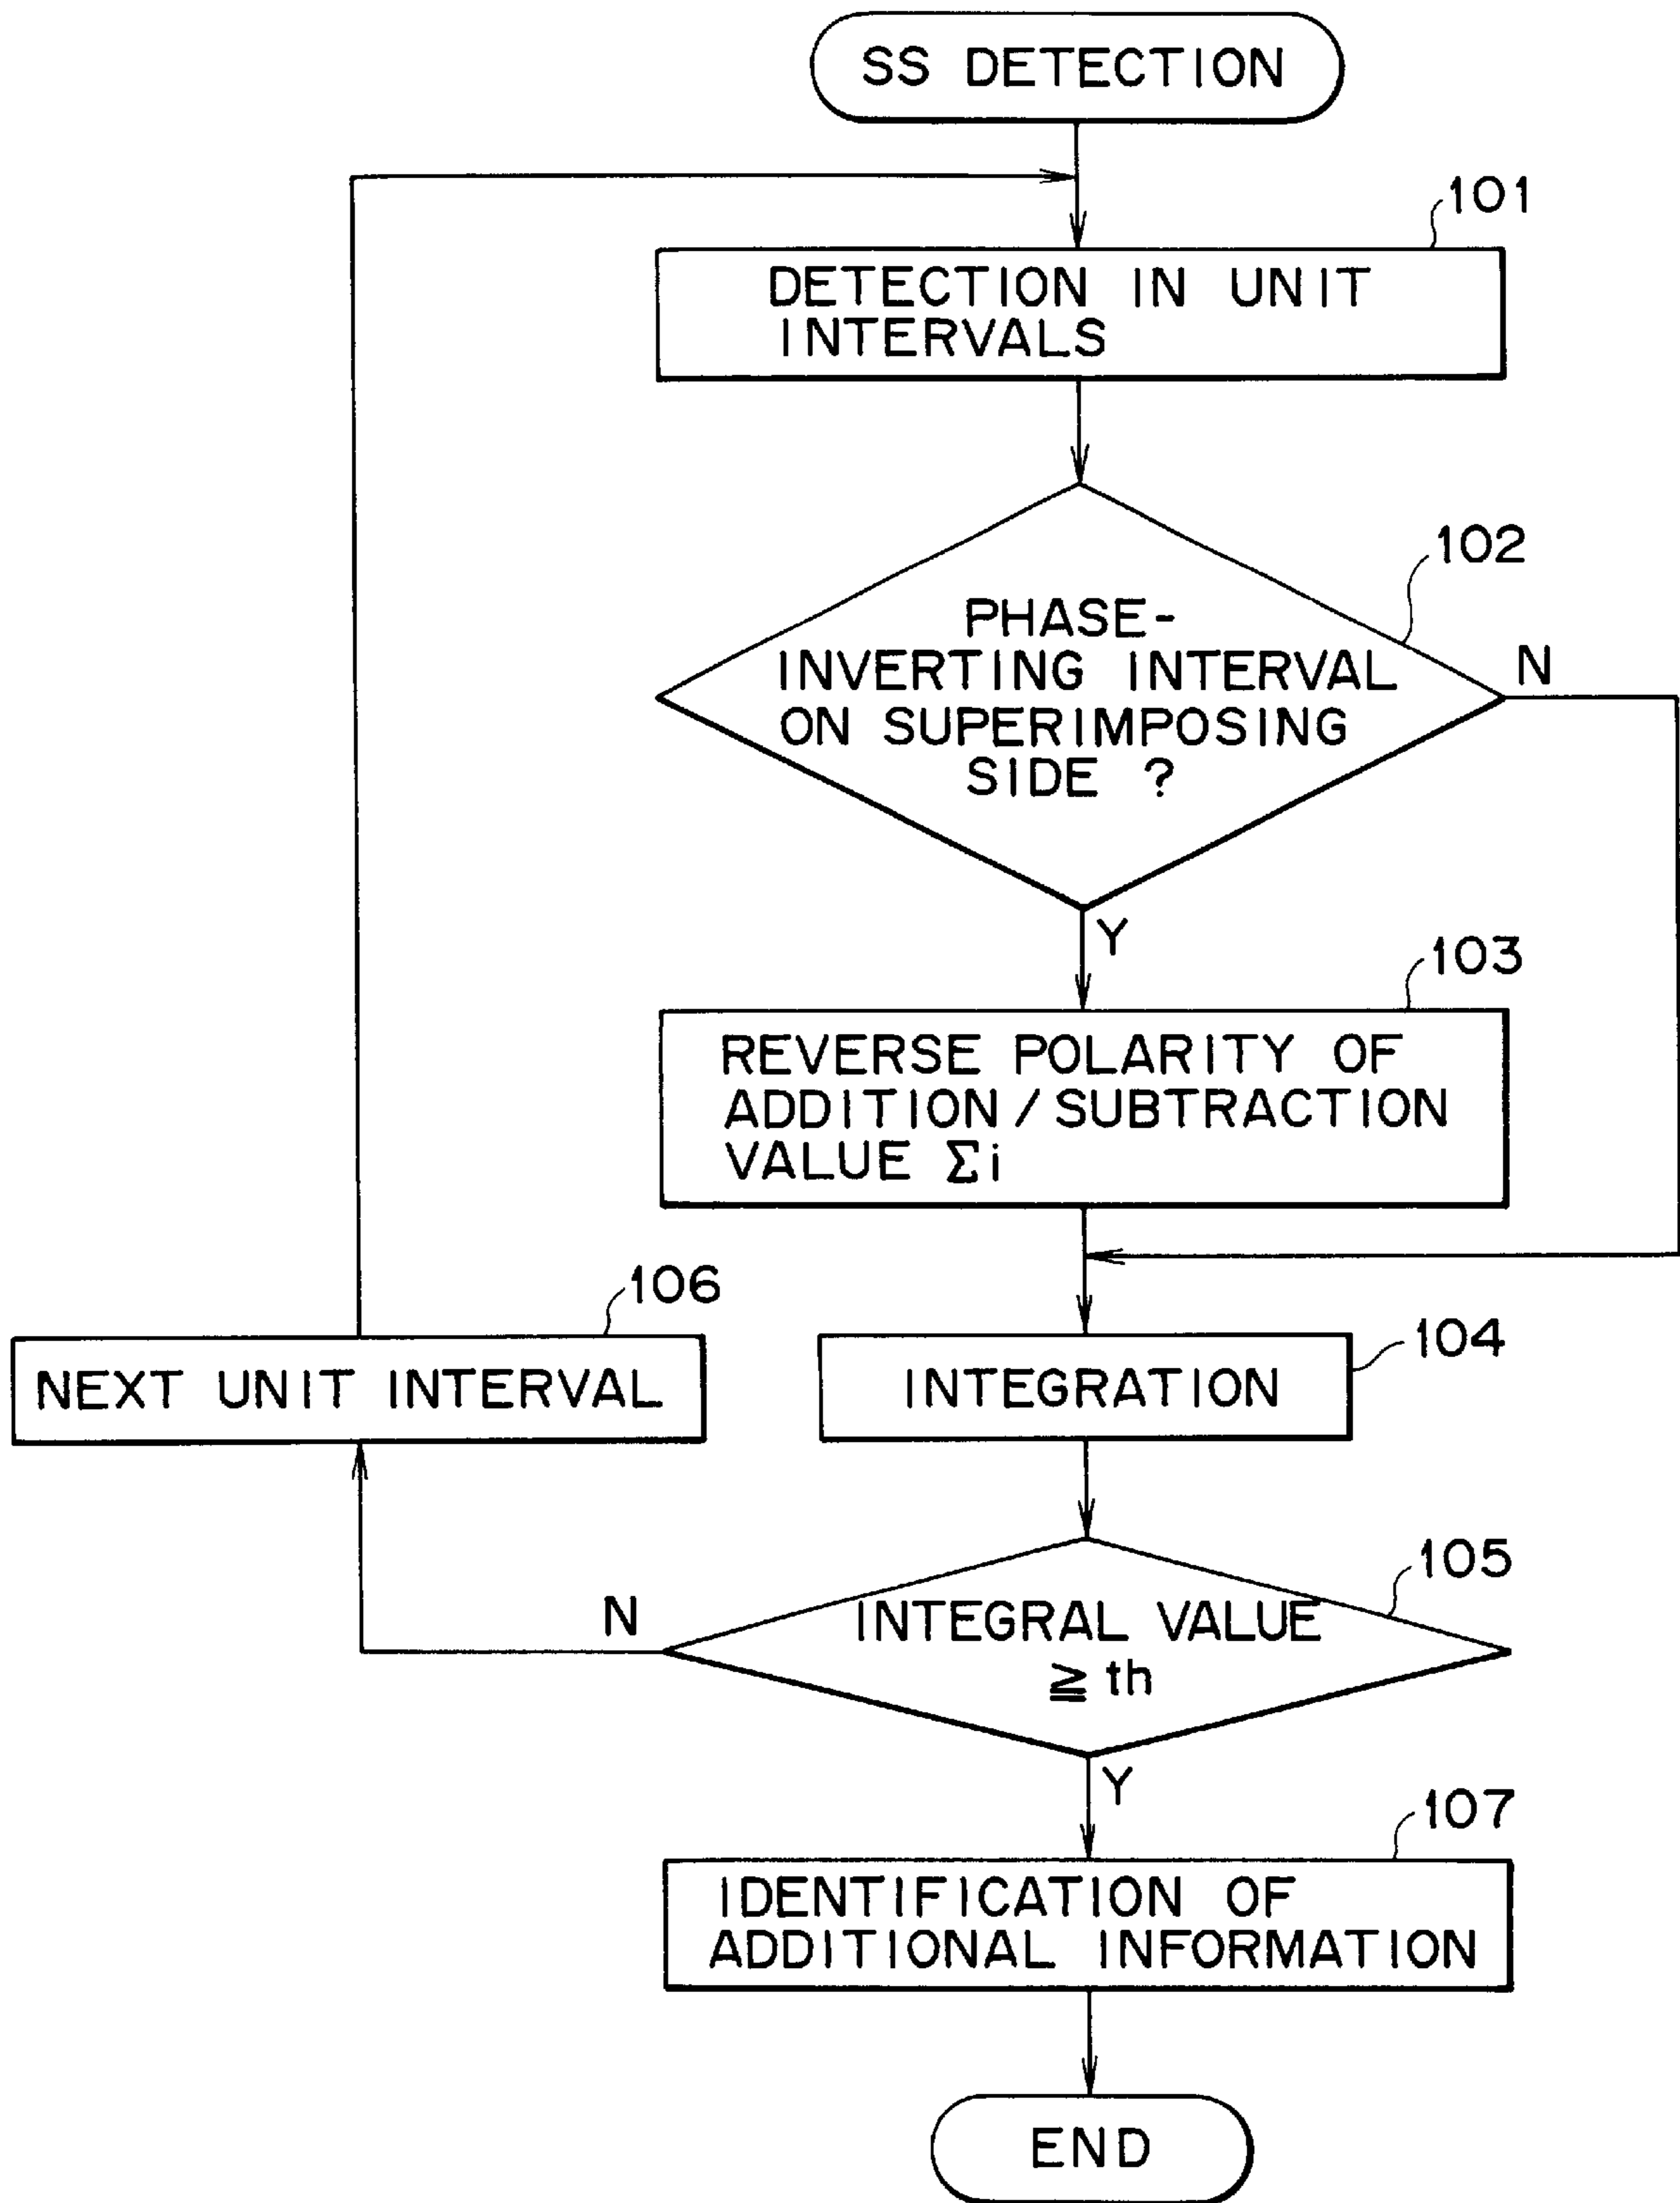 SS DETECTION
101
DETECTION IN UNIT
INTERVALS
102
PHASE-
INVERTING INTERVAL
ON SUPERIMPOSING
SIDE ?
N
Y
103
REVERSE POLARITY OF
ADDITION/SUBTRACTION
VALUE Σi
106
NEXT UNIT INTERVAL
104
INTEGRATION
105
N
INTEGRAL VALUE
≧ th
Y
107
IDENTIFICATION OF
ADDITIONAL INFORMATION
END